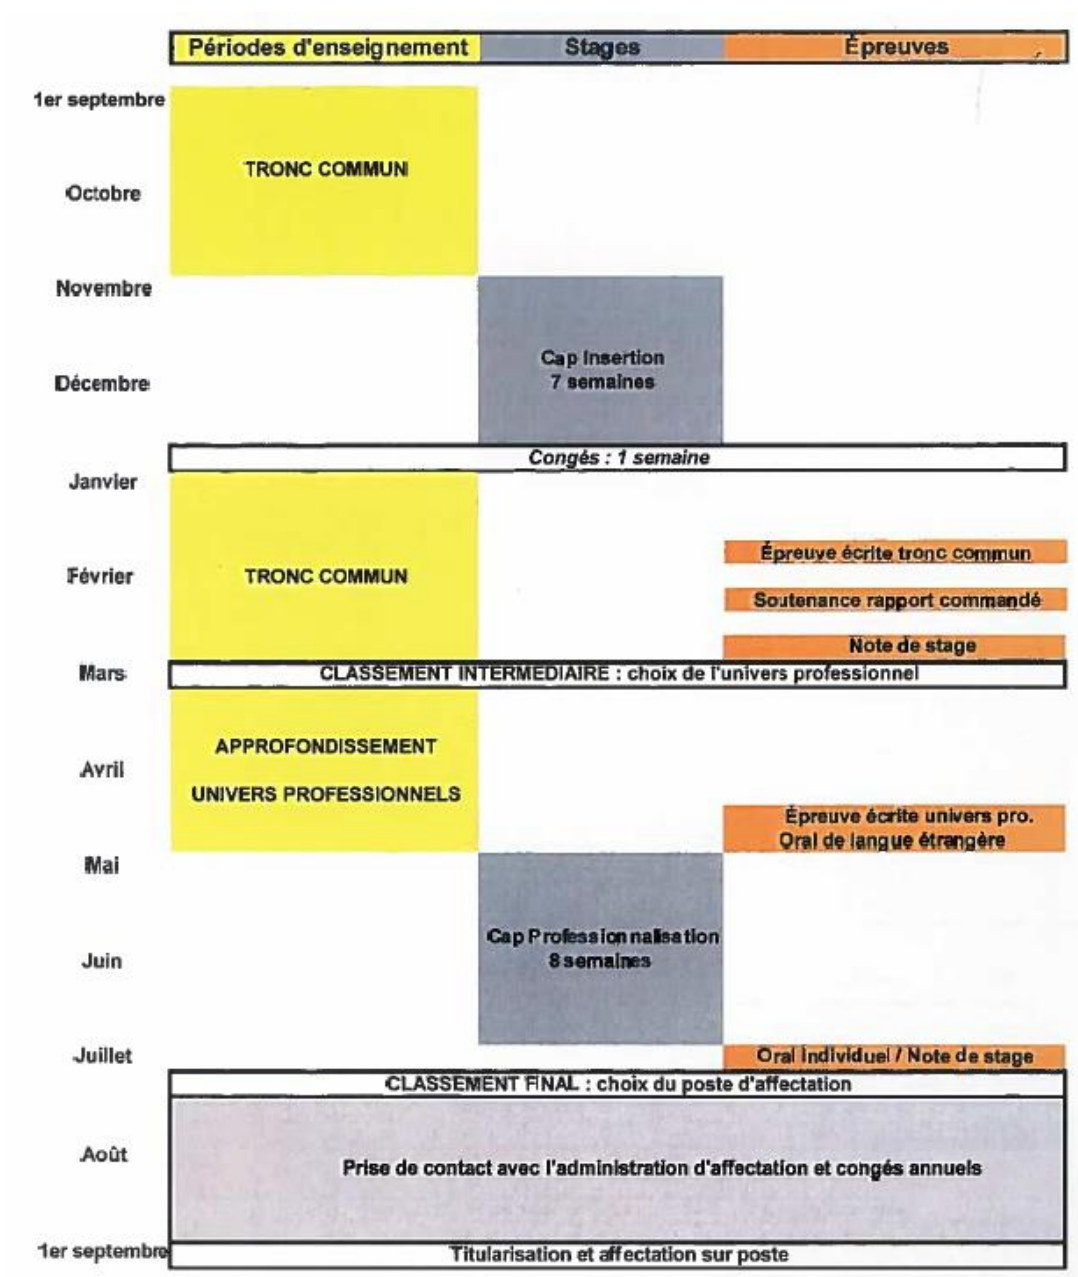 Périodes d'enseignement Stages Épreuves
1er septembre
TRONC COMMUN
Octobre
Novembre
Cap Insertion
7 semaines
Décembre
Congés : 1 semaine
Janvier
Épreuve écrite tronc commun
Février
TRONC COMMUN
Soutenance rapport commandé
Note de stage
Mars
CLASSEMENT INTERMEDIAIRE : choix de l'univers professionnel
APPROFONDISSEMENT
Avril
UNIVERS PROFESSIONNELS
Épreuve écrite univers pro.
Oral de langue étrangère
Mai
Cap Professionnalisation
8 semaines
Juin
Juillet
Oral individuel / Note de stage
CLASSEMENT FINAL : choix du poste d'affectation
Août
Prise de contact avec l'administration d'affectation et congés annuels
1er septembre
Titularisation et affectation sur poste